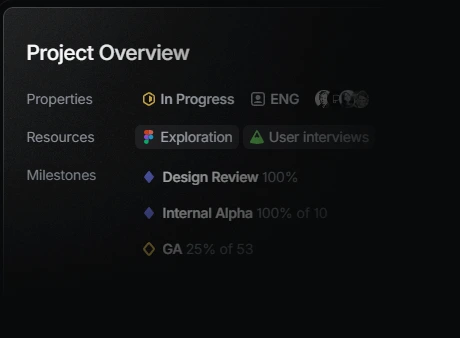 Project Overview
Properties In Progress ENG
Resources Exploration User interviews
Milestones Design Review 100%
Internal Alpha 100% of 10
GA 25% of 53